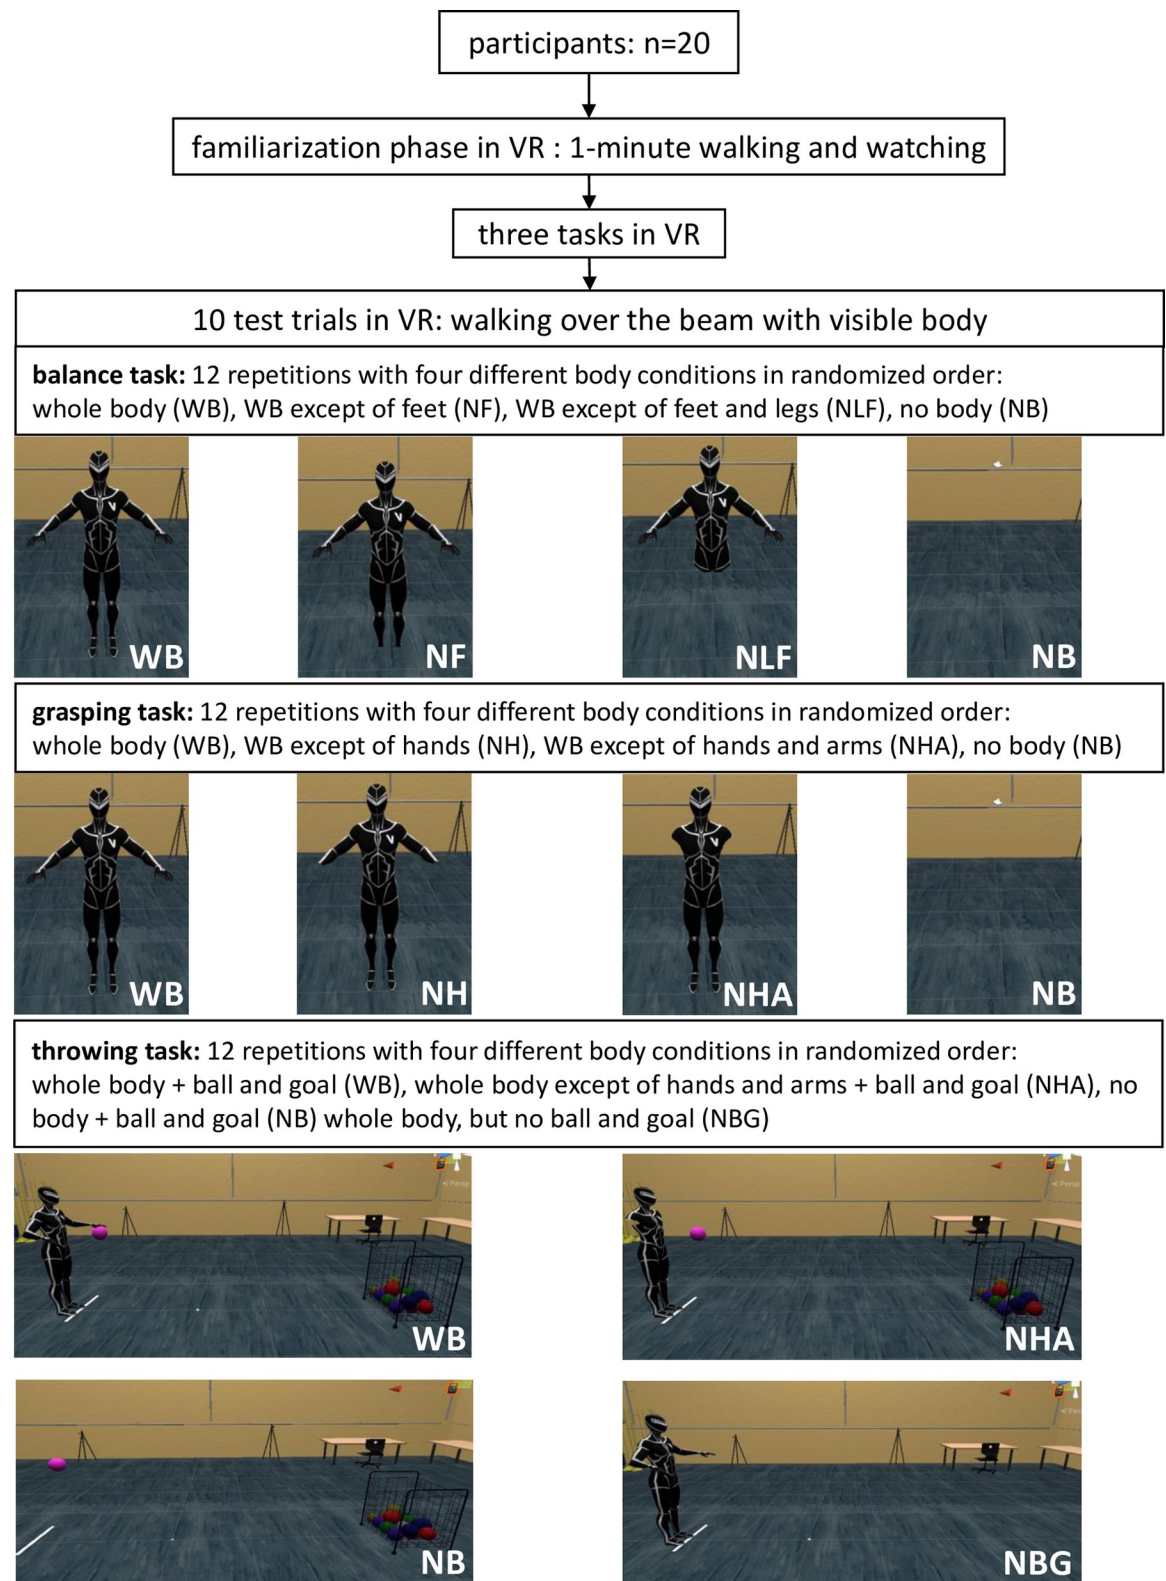 participants: n=20
familiarization phase in VR : 1-minute walking and watching
three tasks in VR
10 test trials in VR: walking over the beam with visible body
balance task: 12 repetitions with four different body conditions in randomized order:
whole body (WB), WB except of feet (NF), WB except of feet and legs (NLF), no body (NB)
WB
NF
NLF
NB
grasping task: 12 repetitions with four different body conditions in randomized order:
whole body (WB), WB except of hands (NH), WB except of hands and arms (NHA), no body (NB)
WB
NH
NHA
NB
throwing task: 12 repetitions with four different body conditions in randomized order:
whole body + ball and goal (WB), whole body except of hands and arms + ball and goal (NHA), no
body + ball and goal (NB) whole body, but no ball and goal (NBG)
Persp
WB
Persp
NHA
NB
NBG